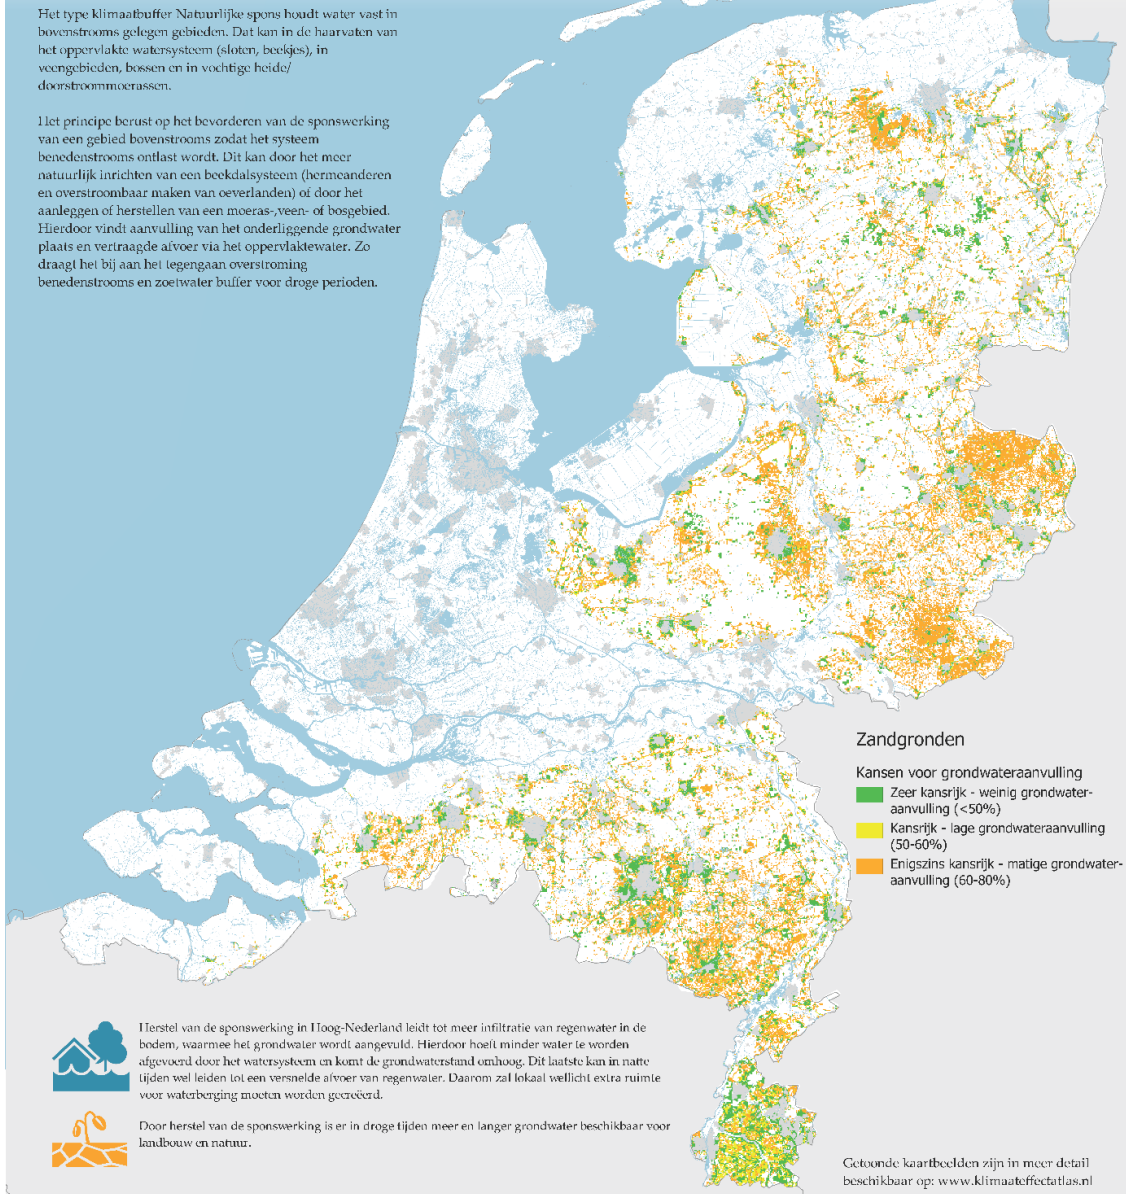 Het type klimaatbuffer Natuurlijke spons houdt water vast in
bovenstrooms gelegen gebieden. Dat kan in de haarvaten van
het oppervlakte watersysteem (sloten, beekjes), in
veengebieden, bossen en in vochtige heide/
doorstroommoerassen.
Het principe berust op het bevorderen van de sponswerking
van een gebied bovenstrooms zodat het systeem
benedenstrooms ontlast wordt. Dit kan door het meer
natuurlijk inrichten van een beekdalsysteem (hermeanderen
en overstroombaar maken van oeverlanden) of door het
aanleggen of herstellen van een moeras-,veen- of bosgebied.
Hierdoor vindt aanvulling van het onderliggende grondwater
plaats en vertraagde afvoer via het oppervlaktewater. Zo
draagt het bij aan het tegengaan overstroming
benedenstrooms en zoetwater buffer voor droge perioden.
Zandgronden
Kansen voor grondwateraanvulling
Zeer kansrijk - weinig grondwater-
aanvulling (<50%)
Kansrijk - lage grondwateraanvulling
(50-60%)
Enigszins kansrijk - matige grondwater-
aanvulling (60-80%)
Herstel van de sponswerking in Hoog-Nederland leidt tot meer infiltratie van regenwater in de
bodem, waarmee het grondwater wordt aangevuld. Hierdoor hoeft minder water te worden
afgevoerd door het watersysteem en komt de grondwaterstand omhoog. Dit laatste kan in natte
tijden wel leiden tot een versnelde afvoer van regenwater. Daarom zal lokaal wellicht extra ruimte
voor waterberging moeten worden gecreëerd.
Door herstel van de sponswerking is er in droge tijden meer en langer grondwater beschikbaar voor
landbouw en natuur.
Getoonde kaartbeelden zijn in meer detail
beschikbaar op: www.klimaateffectatlas.nl